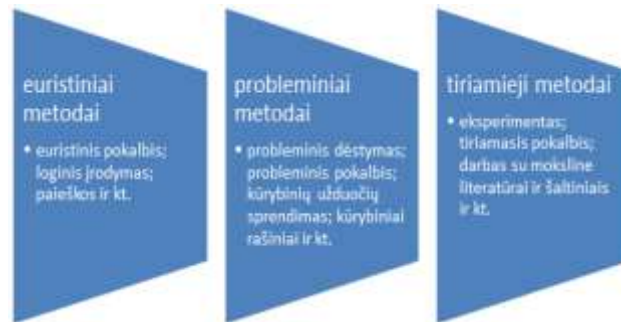 euristiniai
metodai
• euristinis pokalbis;
loginis įrodymas;
paieškos ir kt.
probleminiai
metodai
• probleminis dėstymas;
probleminis pokalbis;
kūrybinių užduočių
sprendimas; kūrybiniai
rašiniai ir kt.
tiriamieji metodai
• eksperimentas;
tiriamasis pokalbis;
darbas su moksline
literatūrai ir šaltiniais
ir kt.